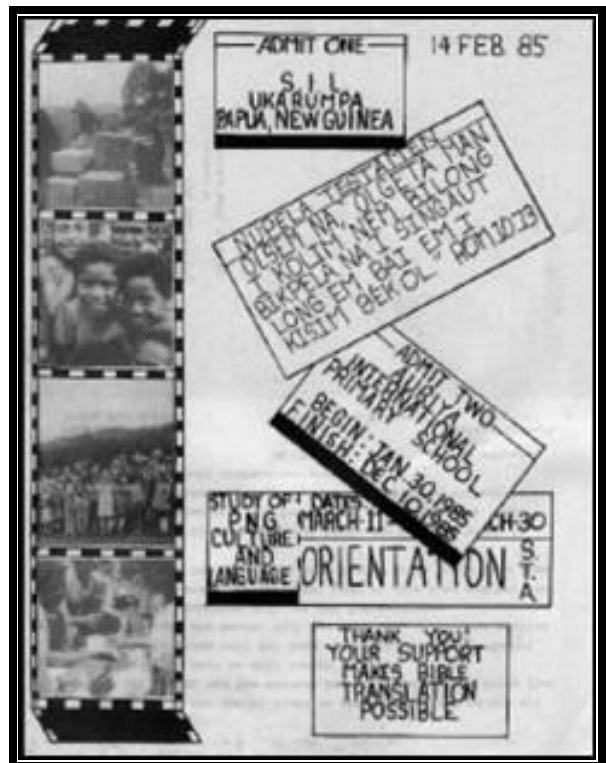 ADMIT ONE
14 FEB 85
S.I.L
UKARUMPA
PAPUA, NEW GUINEA
NUPELA TESTAMEN
OLSEM NA, OLGETA MAN
I KOLIM NEM BILONG
BIKPELA NA I SINGAUT
LONG EM BAI EM I
KISIM BEK OL" ROM 10:13
ADMIT TWO
INTERNATIONAL
PRIMARY SCHOOL
BEGIN: JAN. 30, 1985
FINISH: DEC 10, 1985
STUDY OF
PNG
CULTURE
AND
LANGUAGE
DATES
MARCH-11
CH-30
ORIENTATION
S.T.A.
THANK YOU!
YOUR SUPPORT
MAKES BIBLE
TRANSLATION
POSSIBLE